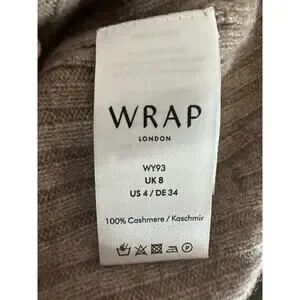 WRAP
LONDON
WY93
UK 8
US 4 / DE 34
100% Cashmere / Kaschmir